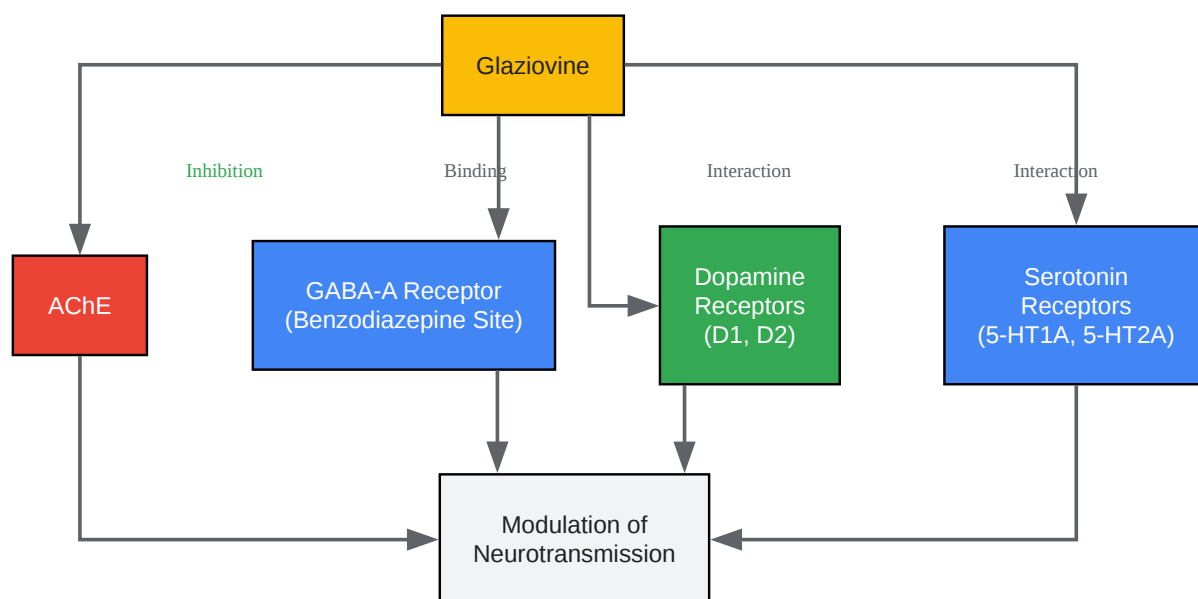 Glaziovine
Inhibition
Binding
Interaction
Interaction
AChE
GABA-A Receptor
(Benzodiazepine Site)
Dopamine
Receptors
(D1, D2)
Serotonin
Receptors
(5-HT1A, 5-HT2A)
Modulation of
Neurotransmission